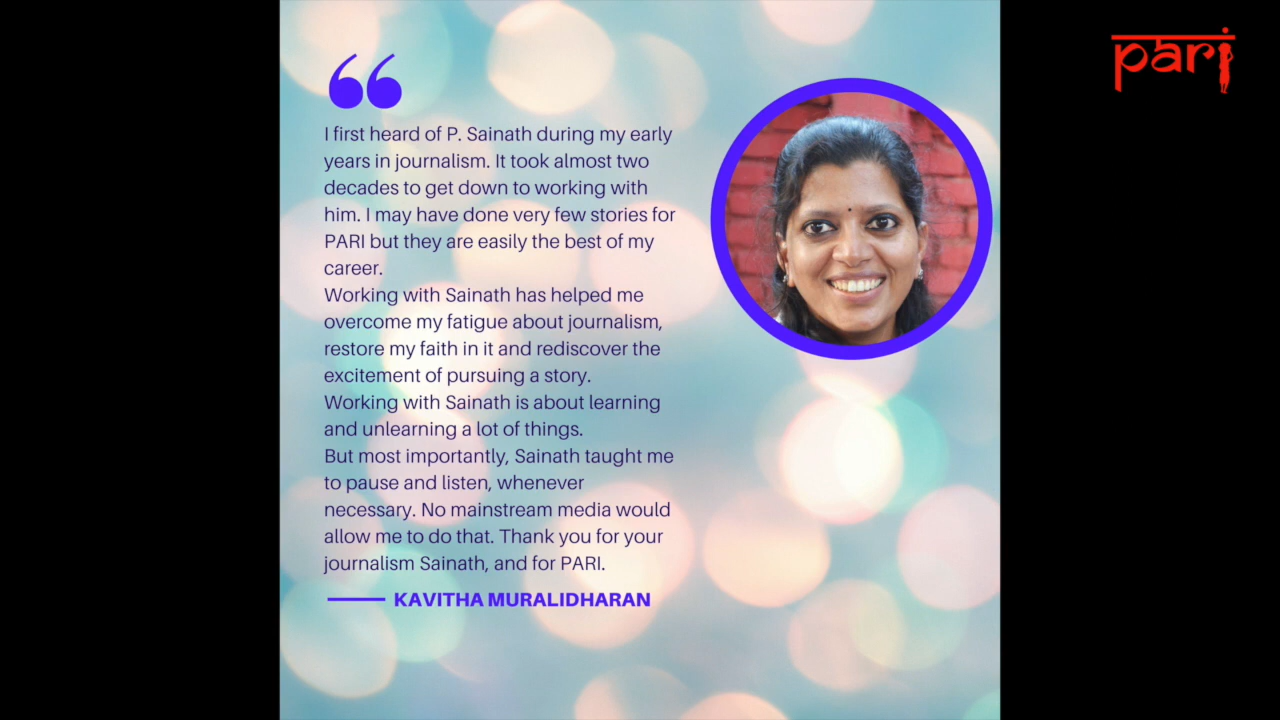 pari
I first heard of P. Sainath during my early
years in journalism. It took almost two
decades to get down to working with
him. I may have done very few stories for
PARI but they are easily the best of my
career.
Working with Sainath has helped me
overcome my fatigue about journalism,
restore my faith in it and rediscover the
excitement of pursuing a story.
Working with Sainath is about learning
and unlearning a lot of things.
But most importantly, Sainath taught me
to pause and listen, whenever
necessary. No mainstream media would
allow me to do that. Thank you for your
journalism Sainath, and for PARI.
KAVITHA MURALIDHARAN